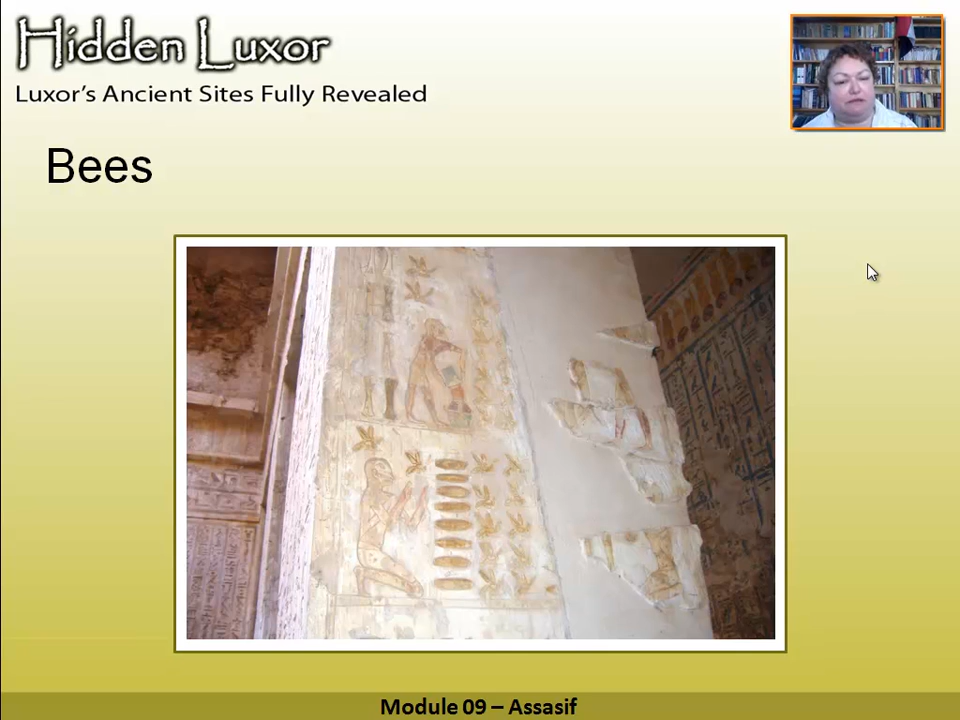 Hidden Luxor
Luxor's Ancient Sites Fully Revealed
Bees
Module 09 – Assasif